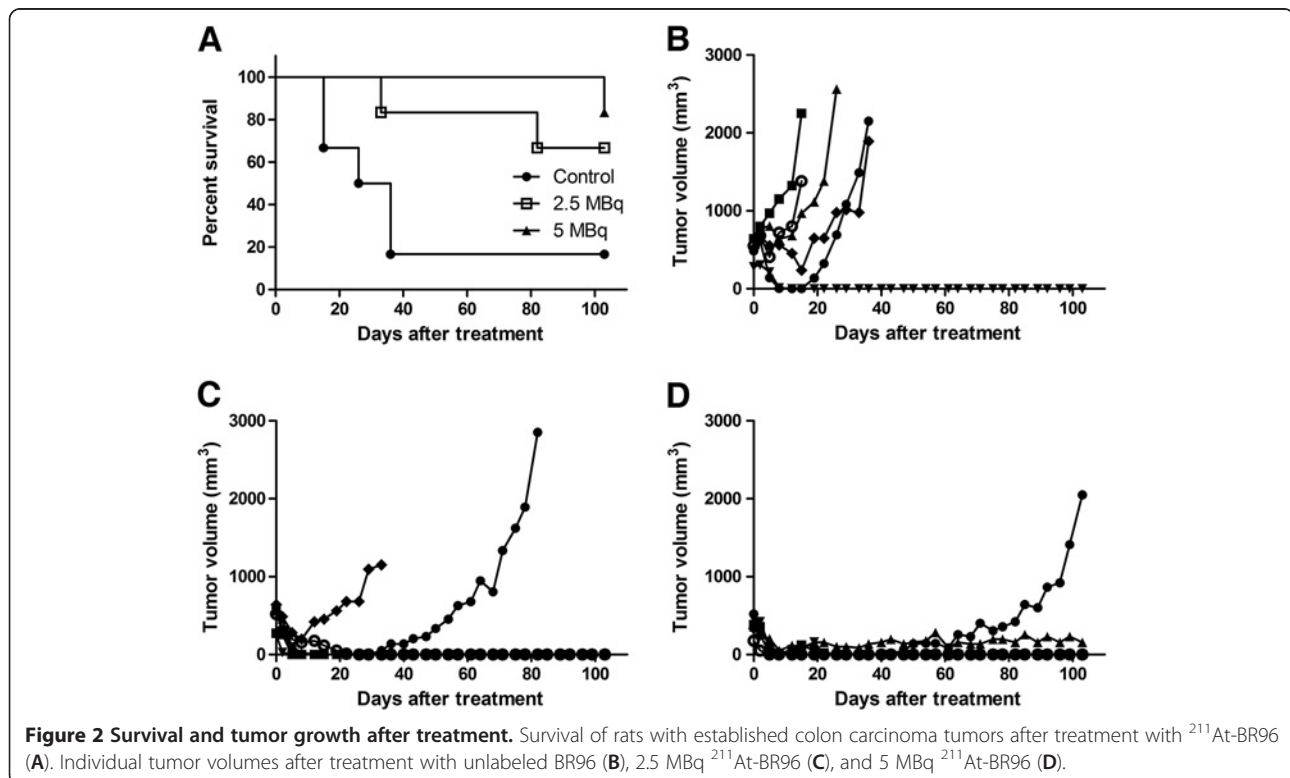 A
Percent survival
100
80
60
40
20
0
Control
2.5 MBq
5 MBq
0 20 40 60 80 100
Days after treatment
B
Tumor volume (mm³)
3000
2000
1000
0
0 20 40 60 80 100
Days after treatment
C
Tumor volume (mm³)
3000
2000
1000
0
0 20 40 60 80 100
Days after treatment
D
Tumor volume (mm³)
3000
2000
1000
0
0 20 40 60 80 100
Days after treatment
Figure 2 Survival and tumor growth after treatment. Survival of rats with established colon carcinoma tumors after treatment with ²¹¹At-BR96
(A). Individual tumor volumes after treatment with unlabeled BR96 (B), 2.5 MBq ²¹¹At-BR96 (C), and 5 MBq ²¹¹At-BR96 (D).